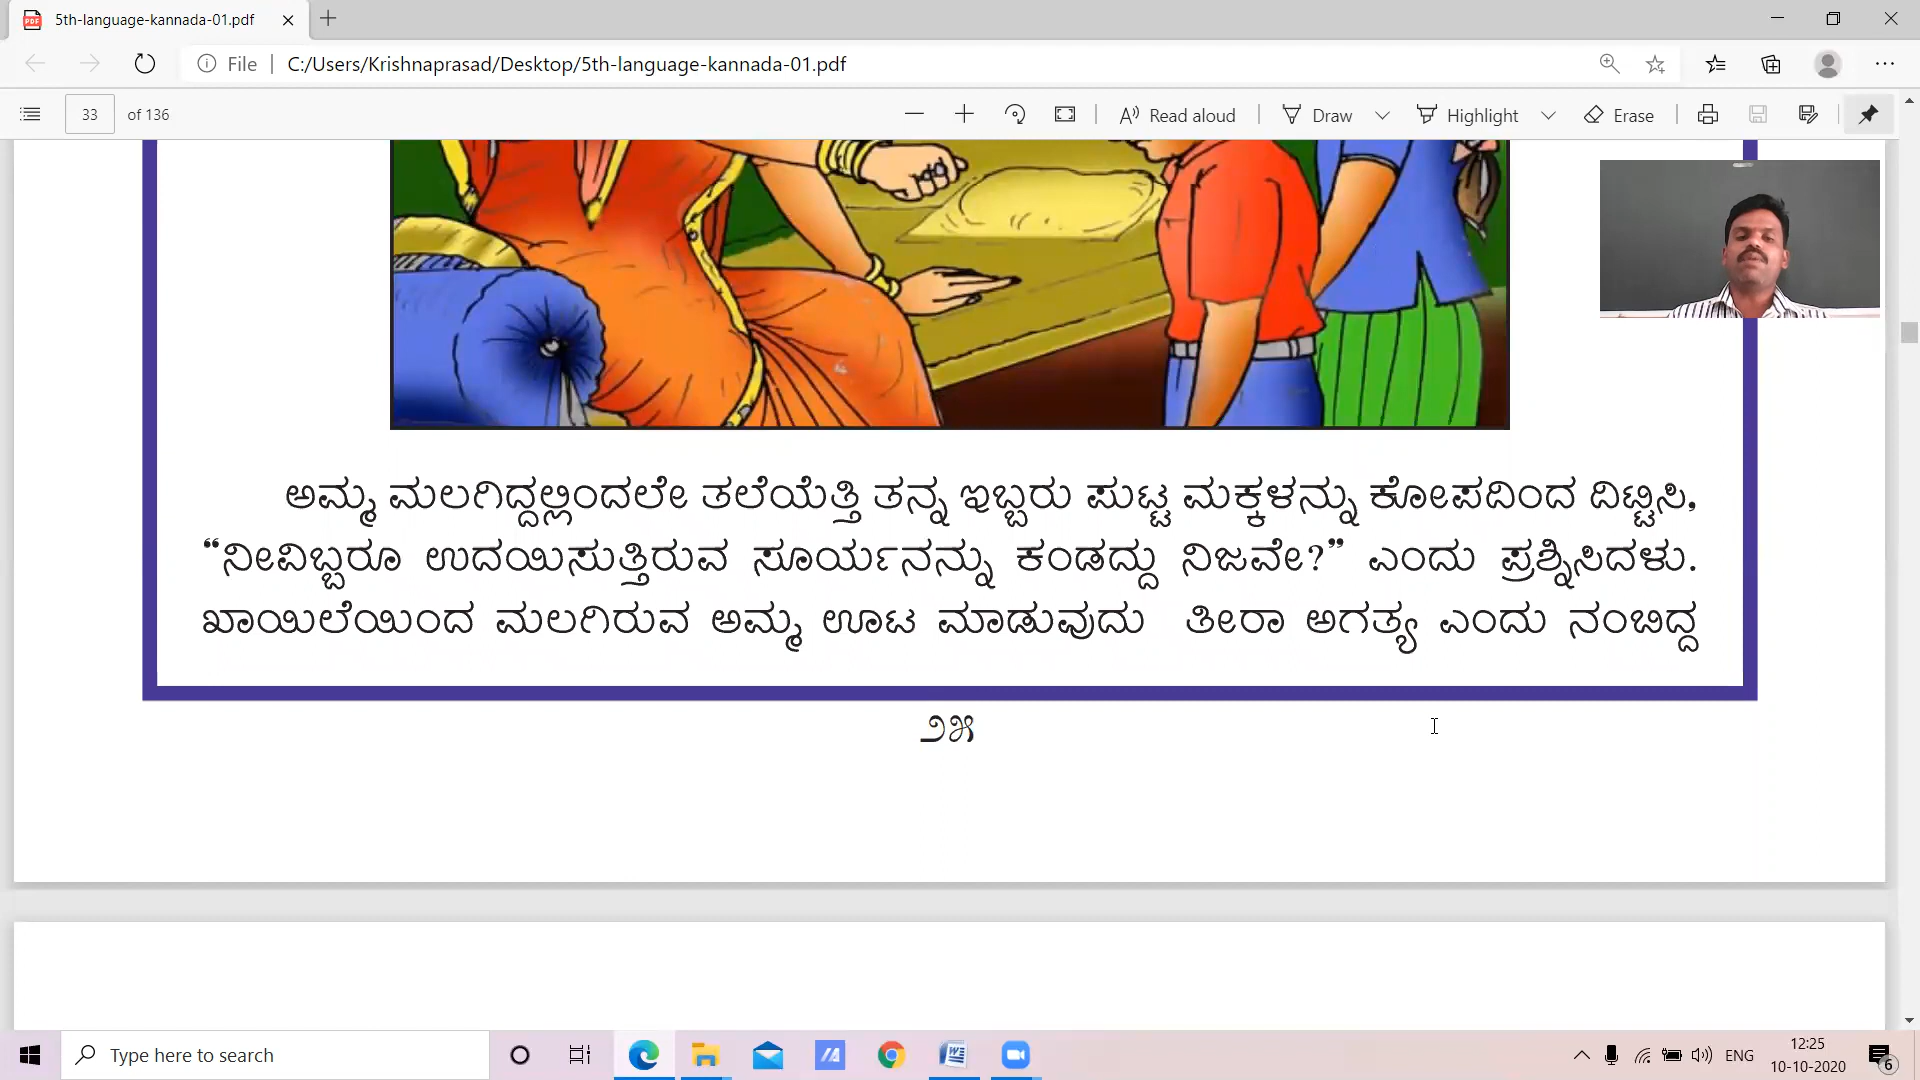 5th-language-kannada-01.pdf
File | C:/Users/Krishnaprasad/Desktop/5th-language-kannada-01.pdf
33 of 136 Read aloud Draw Highlight Erase
ಅಮ್ಮ ಮಲಗಿದ್ದಲ್ಲಿಂದಲೇ ತಲೆಯೆತ್ತಿ ತನ್ನ ಇಬ್ಬರು ಪುಟ್ಟ ಮಕ್ಕಳನ್ನು ಕೋಪದಿಂದ ದಿಟ್ಟಿಸಿ,
“ನೀವಿಬ್ಬರೂ ಉದಯಿಸುತ್ತಿರುವ ಸೂರ್ಯನನ್ನು ಕಂಡದ್ದು ನಿಜವೇ?” ಎಂದು ಪ್ರಶ್ನಿಸಿದಳು.
ಖಾಯಿಲೆಯಿಂದ ಮಲಗಿರುವ ಅಮ್ಮ ಊಟ ಮಾಡುವುದು ತೀರಾ ಅಗತ್ಯ ಎಂದು ನಂಬಿದ್ದ
೨೫
Type here to search
ENG
12:25
10-10-2020
6